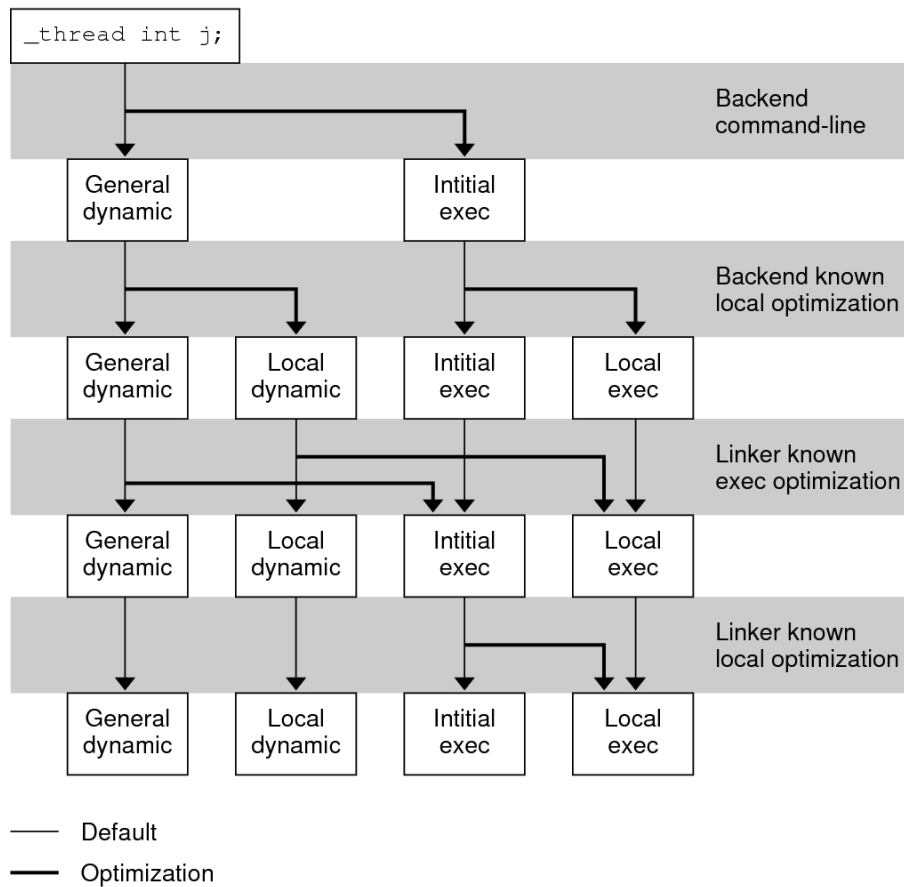 _thread int j;
Backend
command-line
General
dynamic
Intitial
exec
Backend known
local optimization
General
dynamic
Local
dynamic
Intitial
exec
Local
exec
Linker known
exec optimization
General
dynamic
Local
dynamic
Intitial
exec
Local
exec
Linker known
local optimization
General
dynamic
Local
dynamic
Intitial
exec
Local
exec
Default
Optimization